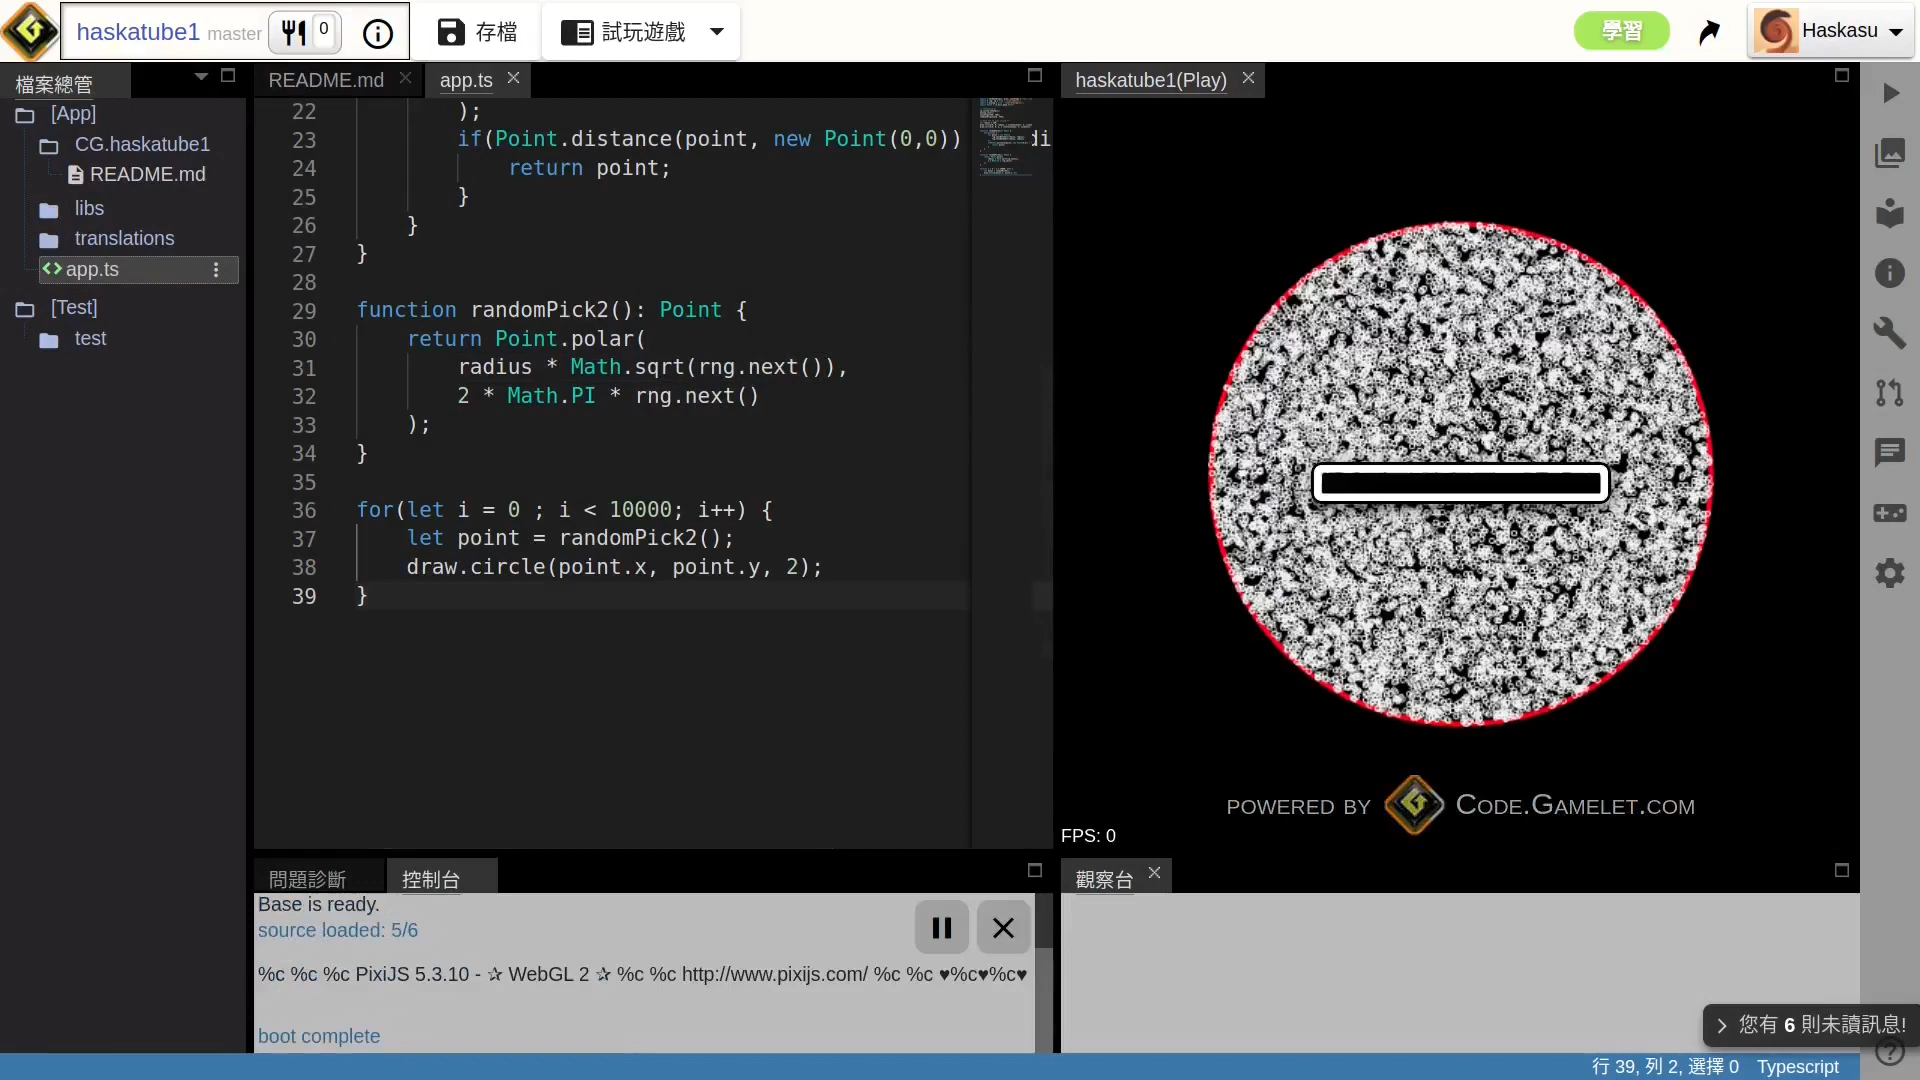 haskatube1 master 0 存檔 試玩遊戲 學習 Haskasu
檔案總管
[App]
CG.haskatube1
README.md
libs
translations
app.ts
[Test]
test
README.md app.ts
22 );
23 if(Point.distance(point, new Point(0,0)) di
24 return point;
25 }
26 }
27 }
28
29 function randomPick2(): Point {
30 return Point.polar(
31 radius * Math.sqrt(rng.next()),
32 2 * Math.PI * rng.next()
33 );
34 }
35
36 for(let i = 0 ; i < 10000; i++) {
37 let point = randomPick2();
38 draw.circle(point.x, point.y, 2);
39 }
haskatube1(Play)
POWERED BY CODE.GAMELET.COM
FPS: 0
問題診斷 控制台
Base is ready.
source loaded: 5/6
%c %c %c PixiJS 5.3.10 - ✰ WebGL 2 ✰ %c %c http://www.pixijs.com/ %c %c ♥%c♥%c♥
boot complete
觀察台
您有 6 則未讀訊息!
行 39, 列 2, 選擇 0 Typescript